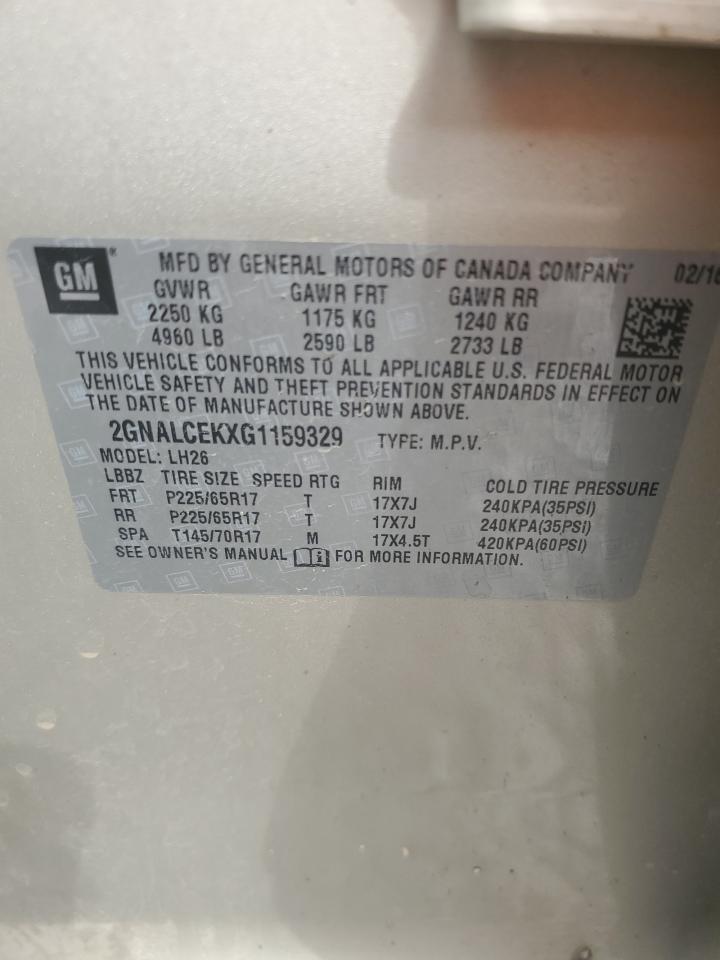 GM® MFD BY GENERAL MOTORS OF CANADA COMPANY 02/16
GVWR GAWR FRT GAWR RR
2250 KG 1175 KG 1240 KG
4960 LB 2590 LB 2733 LB
THIS VEHICLE CONFORMS TO ALL APPLICABLE U.S. FEDERAL MOTOR
VEHICLE SAFETY AND THEFT PREVENTION STANDARDS IN EFFECT ON
THE DATE OF MANUFACTURE SHOWN ABOVE.
2GNALCEKXG1159329 TYPE: M.P.V.
MODEL: LH26
LBBZ TIRE SIZE SPEED RTG RIM COLD TIRE PRESSURE
FRT P225/65R17 T 17X7J 240KPA(35PSI)
RR P225/65R17 T 17X7J 240KPA(35PSI)
SPA T145/70R17 M 17X4.5T 420KPA(60PSI)
SEE OWNER'S MANUAL FOR MORE INFORMATION.